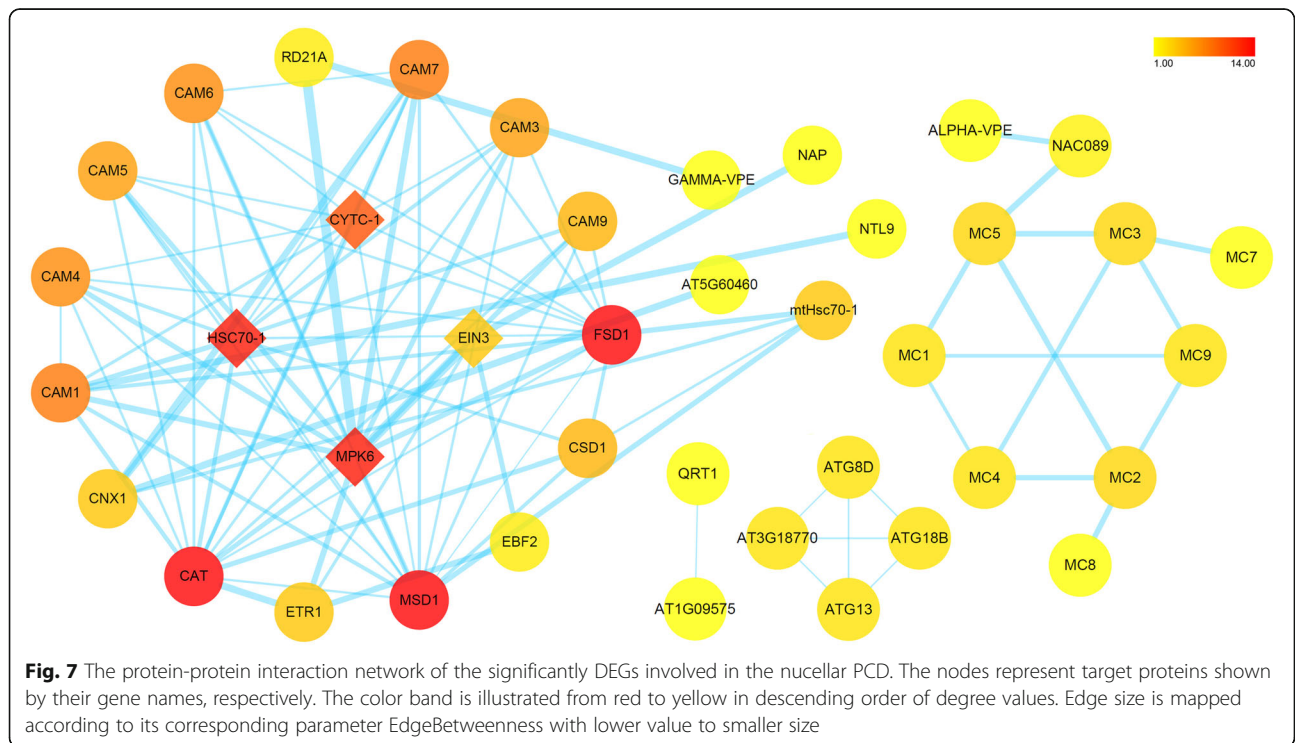 1.00
14.00
RD21A
CAM7
CAM6
CAM3
ALPHA-VPE
NAC089
NAP
CAM5
GAMMA-VPE
CYTC-1
CAM9
NTL9
MC5
MC3
MC7
CAM4
AT5G60460
mtHsc70-1
HSC70-1
EIN3
FSD1
MC1
MC9
CAM1
CSD1
MPK6
QRT1
ATG8D
MC4
MC2
CNX1
EBF2
AT3G18770
ATG18B
MC8
CAT
MSD1
ETR1
AT1G09575
ATG13
Fig. 7 The protein-protein interaction network of the significantly DEGs involved in the nucellar PCD. The nodes represent target proteins shown
by their gene names, respectively. The color band is illustrated from red to yellow in descending order of degree values. Edge size is mapped
according to its corresponding parameter EdgeBetweenness with lower value to smaller size